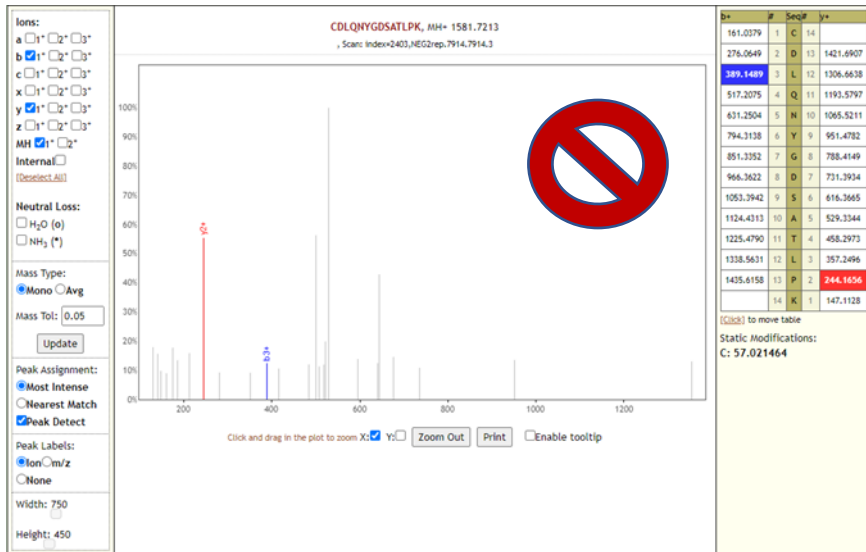 Ions:
a 1+ 2+ 3+
b 1+ 2+ 3+
c 1+ 2+ 3+
x 1+ 2+ 3+
y 1+ 2+ 3+
z 1+ 2+ 3+
MH 1+ 2+
Internal
[Deselect All]
Neutral Loss:
H2O (o)
NH3 (*)
Mass Type:
Mono Avg
Mass Tol: 0.05
Update
Peak Assignment:
Most Intense
Nearest Match
Peak Detect
Peak Labels:
Ion m/z
None
Width: 750
Height: 450
CDLQNYGDSATLPK, MH+ 1581.7213
, Scan: index=2403,NEG2rep.7914.7914.3
100%
90%
80%
70%
60%
50%
40%
30%
20%
10%
0%
y2+
b3+
200 400 600 800 1000 1200
Click and drag in the plot to zoom X: Y: Zoom Out Print Enable tooltip
b+ # Seq # y+
161.0379 1 C 14
276.0649 2 D 13 1421.6907
389.1489 3 L 12 1306.6638
517.2075 4 Q 11 1193.5797
631.2504 5 N 10 1065.5211
794.3138 6 Y 9 951.4782
851.3352 7 G 8 788.4149
966.3622 8 D 7 731.3934
1053.3942 9 S 6 616.3665
1124.4313 10 A 5 529.3344
1225.4790 11 T 4 458.2973
1338.5631 12 L 3 357.2496
1435.6158 13 P 2 244.1656
14 K 1 147.1128
[Click] to move table
Static Modifications:
C: 57.021464